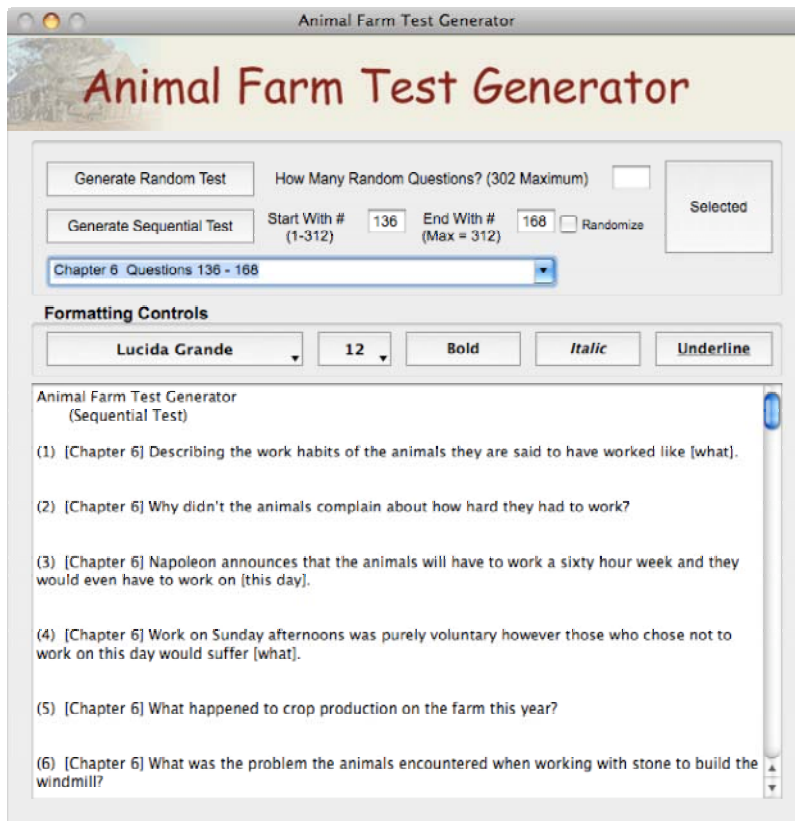 Animal Farm Test Generator
Animal Farm Test Generator
Generate Random Test
How Many Random Questions? (302 Maximum)
Selected
Generate Sequential Test
Start With #
(1-312)
136
End With #
(Max = 312)
168
Randomize
Chapter 6 Questions 136 - 168
Formatting Controls
Lucida Grande
12
Bold
Italic
Underline
Animal Farm Test Generator
(Sequential Test)
(1) [Chapter 6] Describing the work habits of the animals they are said to have worked like [what].
(2) [Chapter 6] Why didn't the animals complain about how hard they had to work?
(3) [Chapter 6] Napoleon announces that the animals will have to work a sixty hour week and they
would even have to work on [this day].
(4) [Chapter 6] Work on Sunday afternoons was purely voluntary however those who chose not to
work on this day would suffer [what].
(5) [Chapter 6] What happened to crop production on the farm this year?
(6) [Chapter 6] What was the problem the animals encountered when working with stone to build the
windmill?